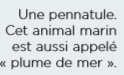 Une pennatule.
Cet animal marin
est aussi appelé
« plume de mer ».